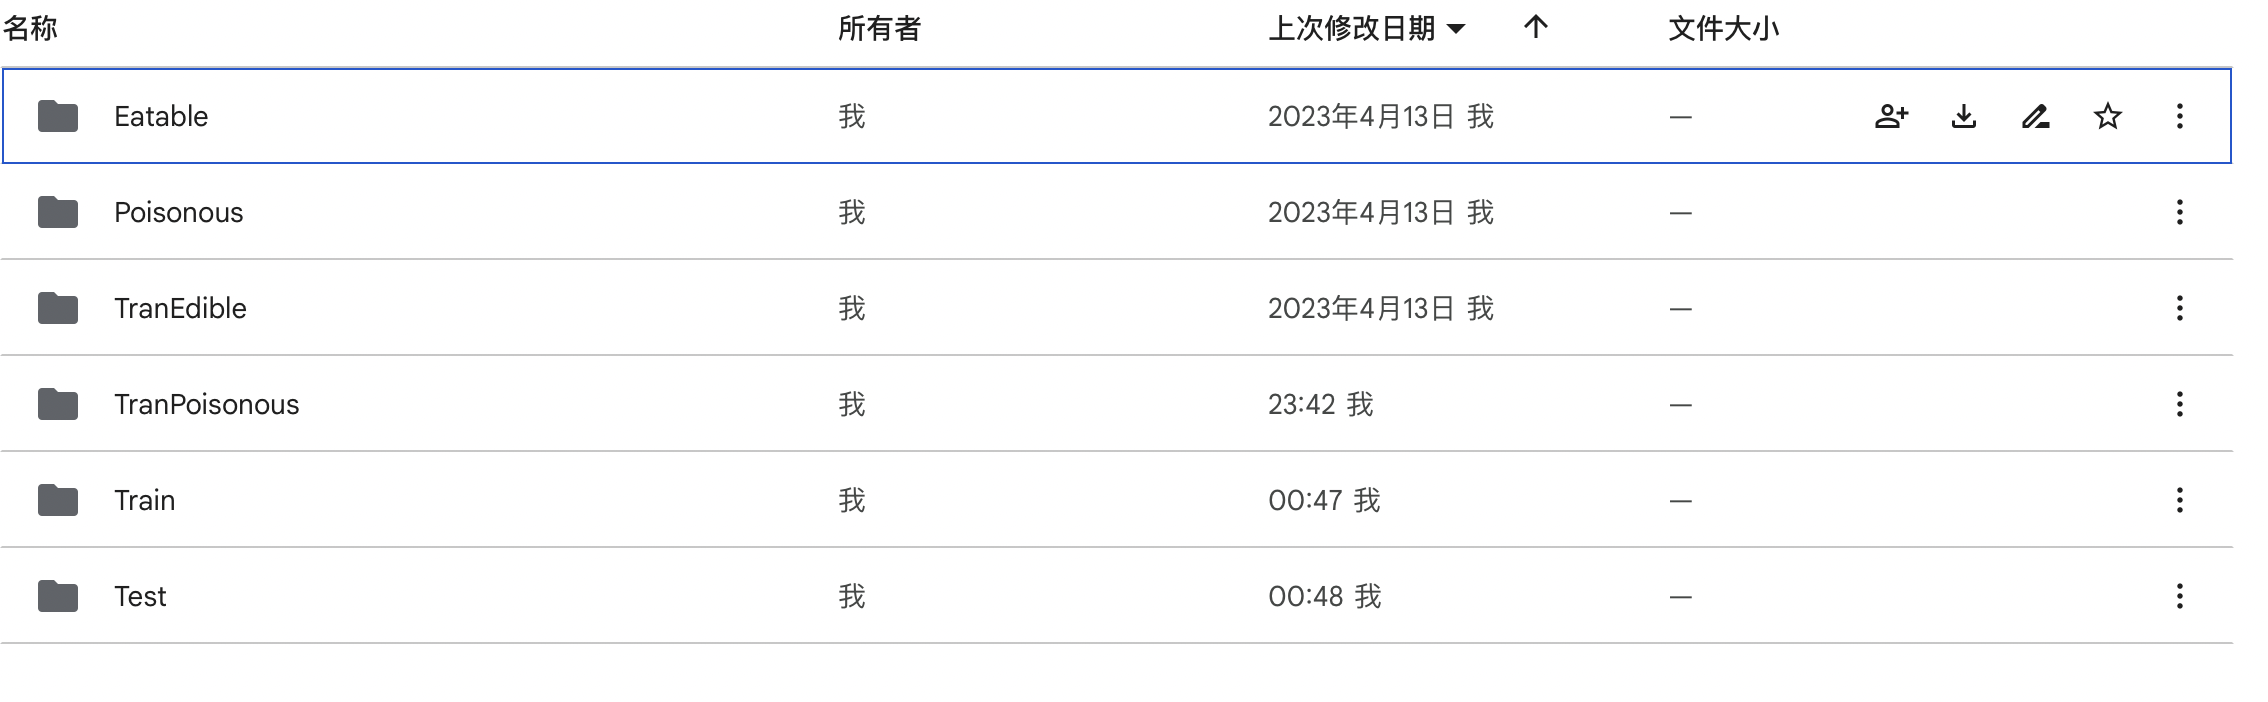 名称 所有者 上次修改日期 文件大小
Eatable 我 2023年4月13日 我 —
Poisonous 我 2023年4月13日 我 —
TranEdible 我 2023年4月13日 我 —
TranPoisonous 我 23:42 我 —
Train 我 00:47 我 —
Test 我 00:48 我 —